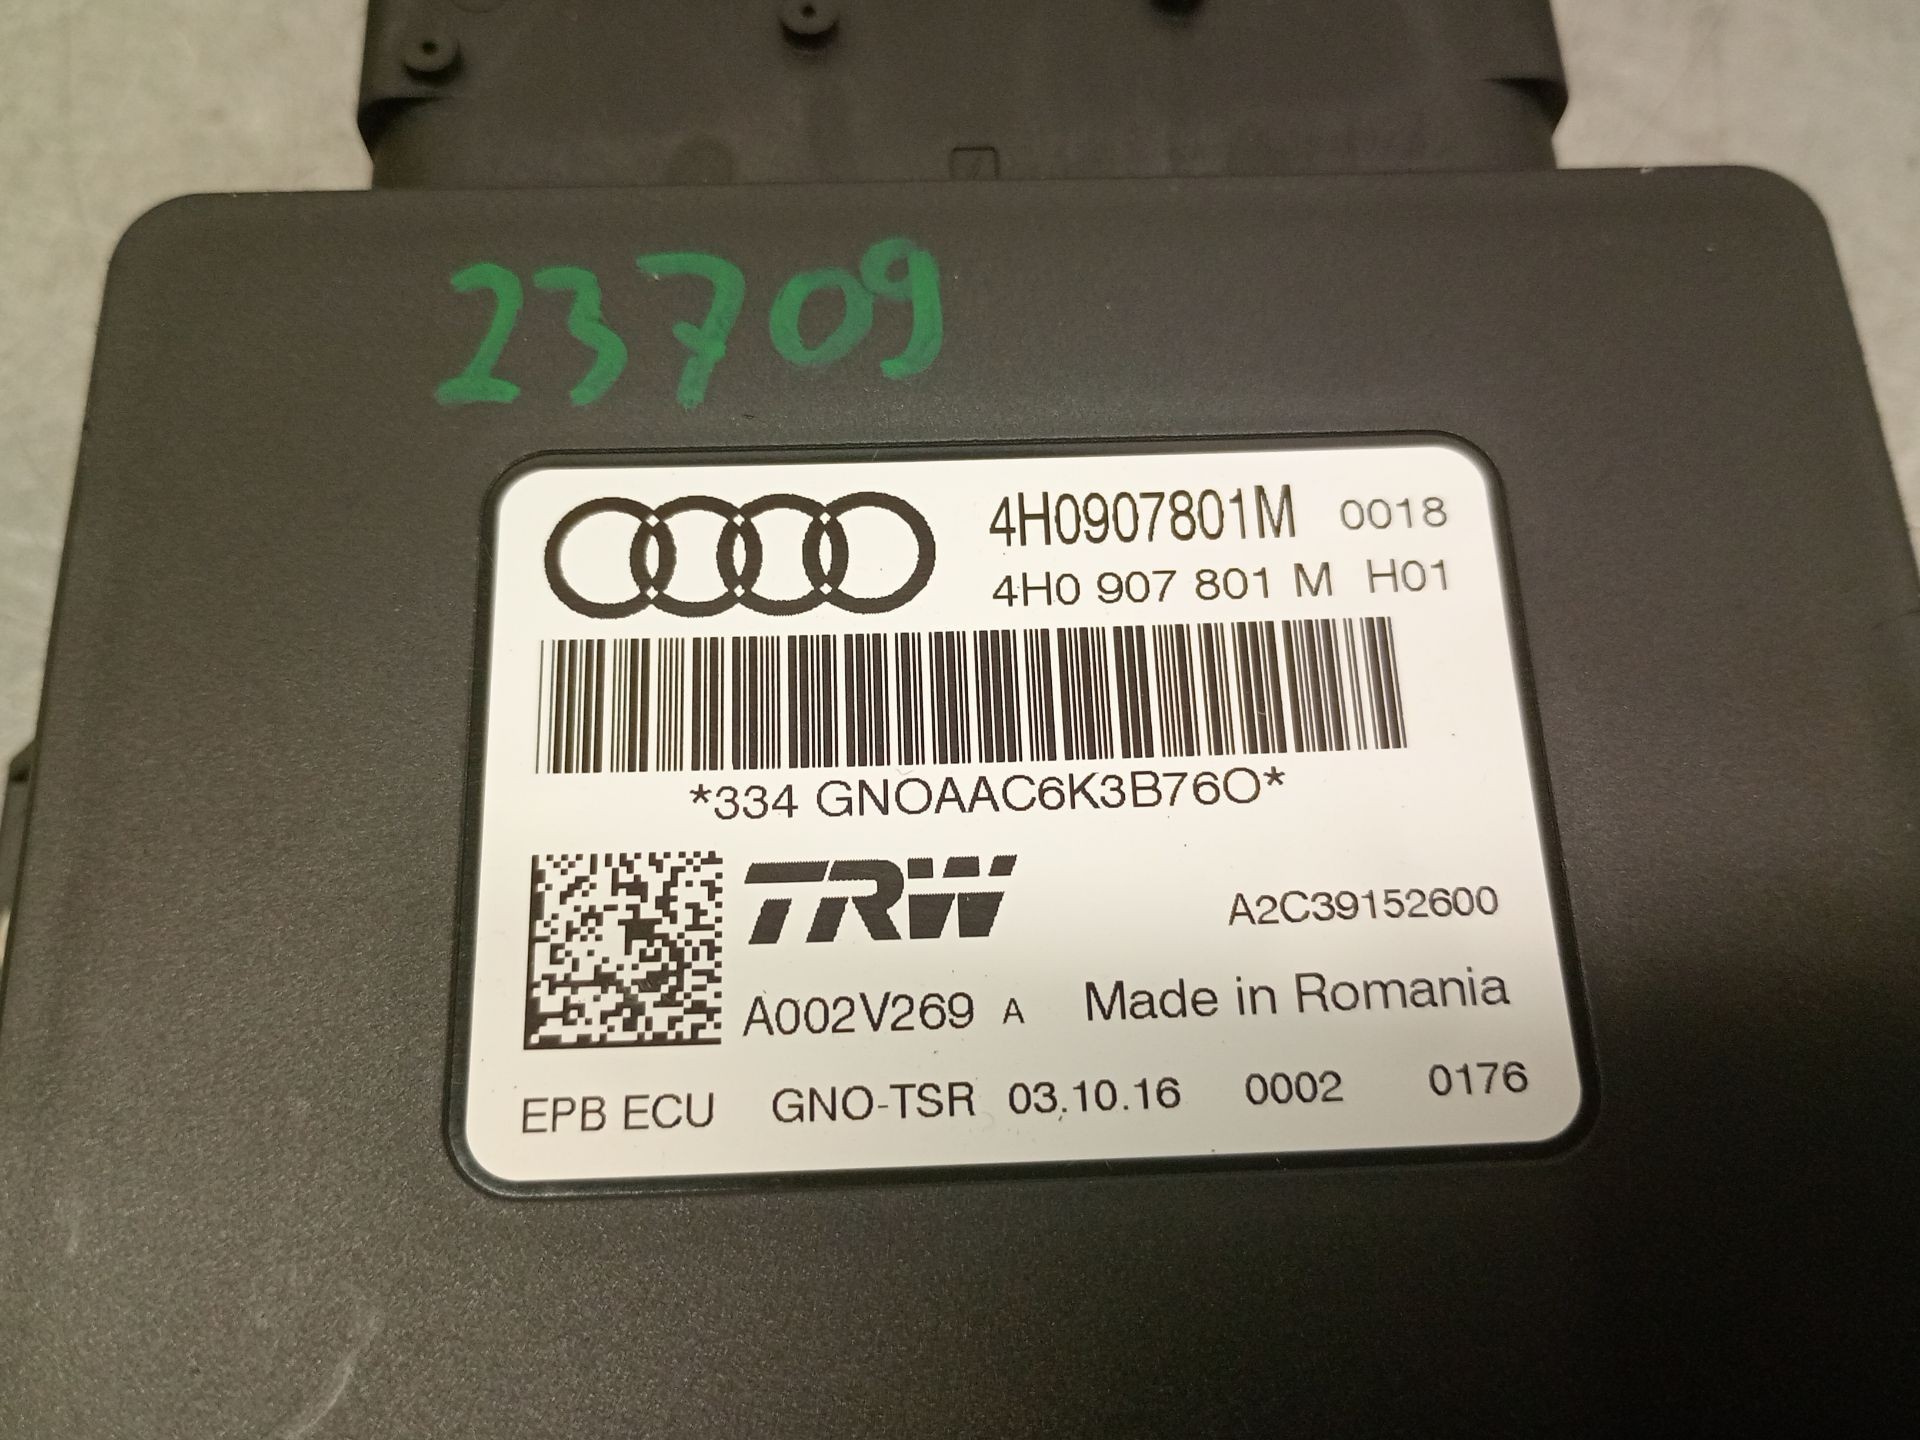 23709
4H0907801M 0018
4H0 907 801 M H01
*334 GNOAAC6K3B76O*
TRW A2C39152600
A002V269 A Made in Romania
EPB ECU GNO-TSR 03.10.16 0002 0176